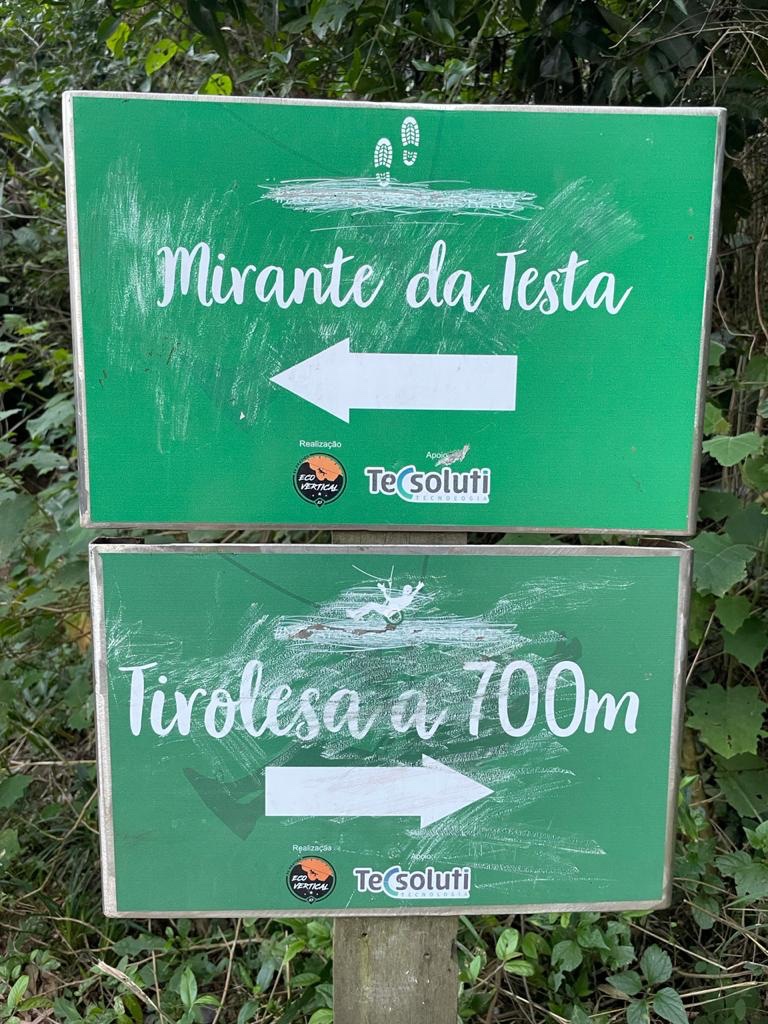 Mirante da Testa
Realização
Apoio
ECO
VERTICAL
Tecsoluti
TECNOLOGIA
Tirolesa a 700m
Realização
Apoio
ECO
VERTICAL
Tecsoluti
TECNOLOGIA